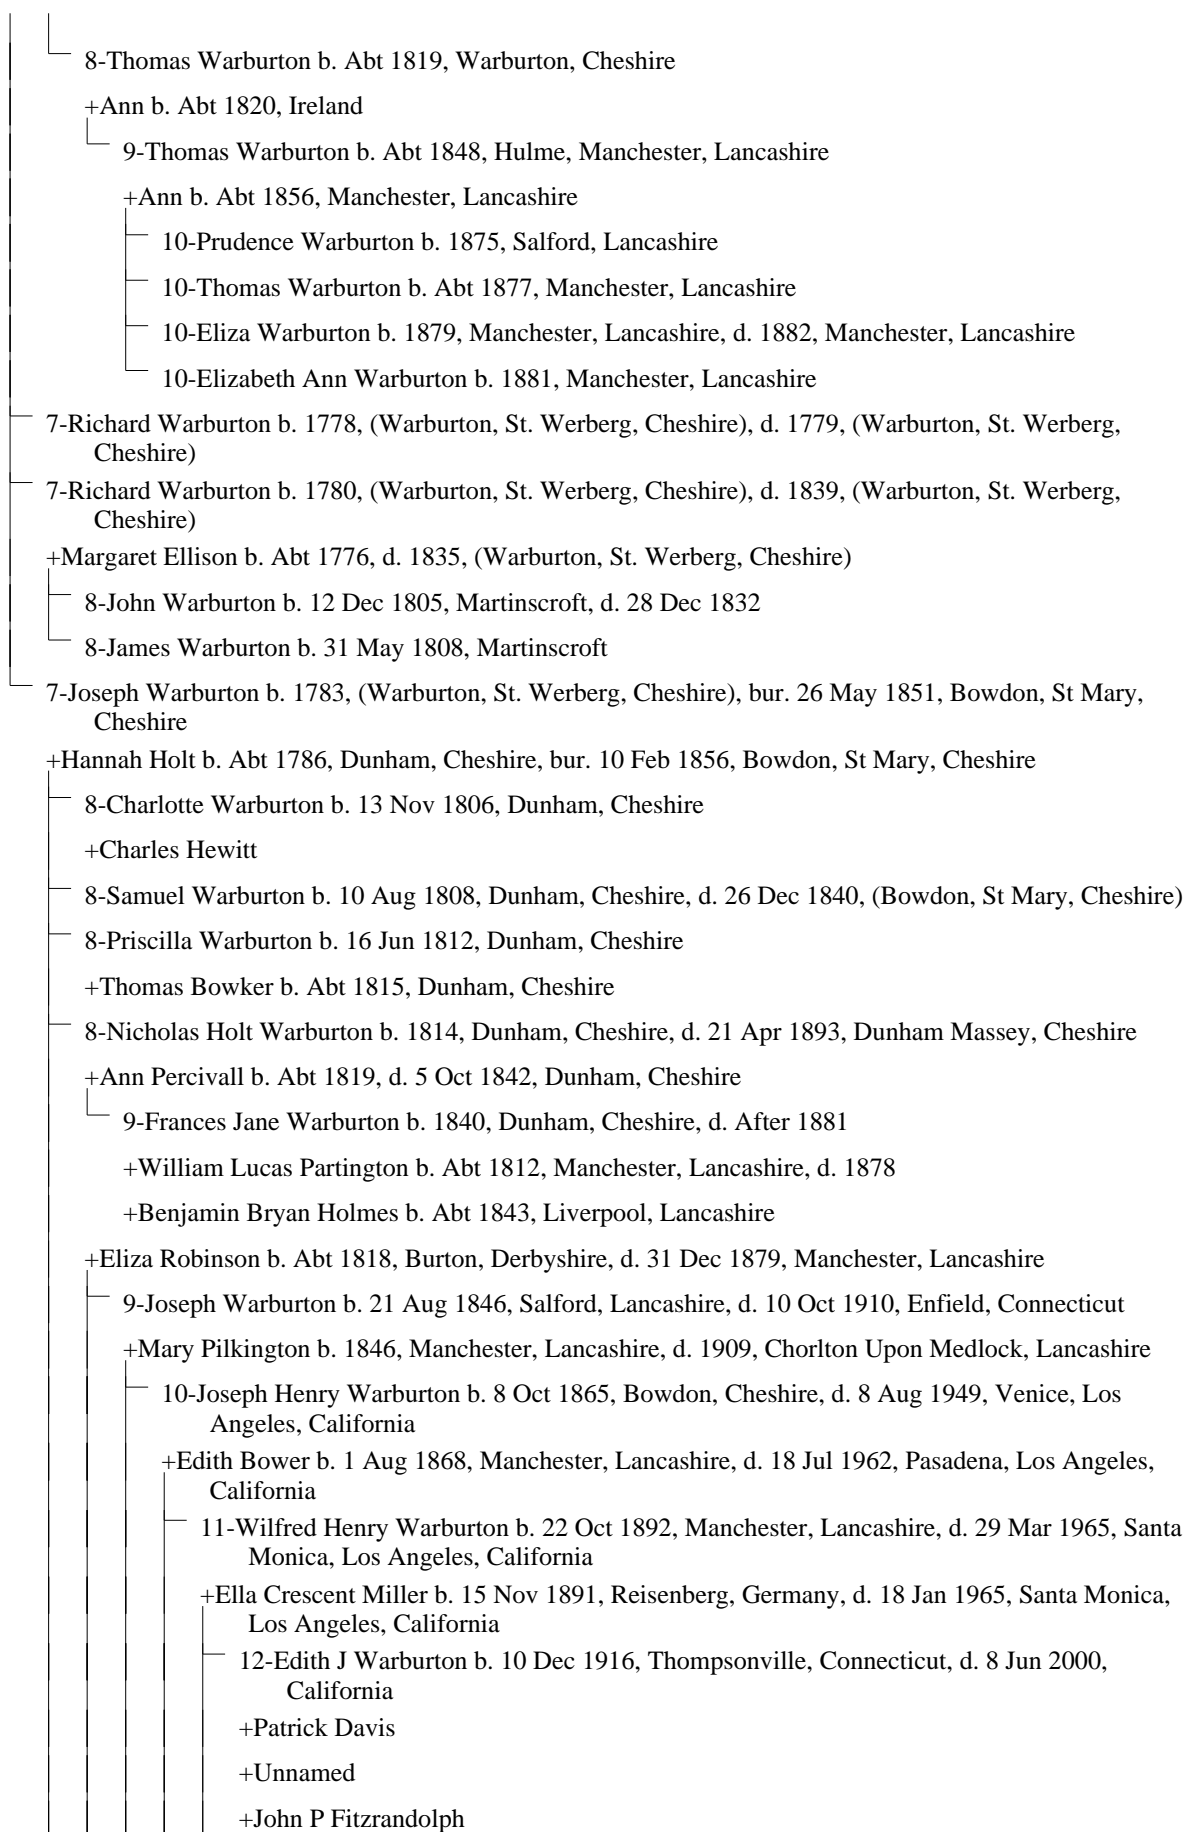 8-Thomas Warburton b. Abt 1819, Warburton, Cheshire
+Ann b. Abt 1820, Ireland
9-Thomas Warburton b. Abt 1848, Hulme, Manchester, Lancashire
+Ann b. Abt 1856, Manchester, Lancashire
10-Prudence Warburton b. 1875, Salford, Lancashire
10-Thomas Warburton b. Abt 1877, Manchester, Lancashire
10-Eliza Warburton b. 1879, Manchester, Lancashire, d. 1882, Manchester, Lancashire
10-Elizabeth Ann Warburton b. 1881, Manchester, Lancashire
7-Richard Warburton b. 1778, (Warburton, St. Werberg, Cheshire), d. 1779, (Warburton, St. Werberg,
Cheshire)
7-Richard Warburton b. 1780, (Warburton, St. Werberg, Cheshire), d. 1839, (Warburton, St. Werberg,
Cheshire)
+Margaret Ellison b. Abt 1776, d. 1835, (Warburton, St. Werberg, Cheshire)
8-John Warburton b. 12 Dec 1805, Martinscroft, d. 28 Dec 1832
8-James Warburton b. 31 May 1808, Martinscroft
7-Joseph Warburton b. 1783, (Warburton, St. Werberg, Cheshire), bur. 26 May 1851, Bowdon, St Mary,
Cheshire
+Hannah Holt b. Abt 1786, Dunham, Cheshire, bur. 10 Feb 1856, Bowdon, St Mary, Cheshire
8-Charlotte Warburton b. 13 Nov 1806, Dunham, Cheshire
+Charles Hewitt
8-Samuel Warburton b. 10 Aug 1808, Dunham, Cheshire, d. 26 Dec 1840, (Bowdon, St Mary, Cheshire)
8-Priscilla Warburton b. 16 Jun 1812, Dunham, Cheshire
+Thomas Bowker b. Abt 1815, Dunham, Cheshire
8-Nicholas Holt Warburton b. 1814, Dunham, Cheshire, d. 21 Apr 1893, Dunham Massey, Cheshire
+Ann Percivall b. Abt 1819, d. 5 Oct 1842, Dunham, Cheshire
9-Frances Jane Warburton b. 1840, Dunham, Cheshire, d. After 1881
+William Lucas Partington b. Abt 1812, Manchester, Lancashire, d. 1878
+Benjamin Bryan Holmes b. Abt 1843, Liverpool, Lancashire
+Eliza Robinson b. Abt 1818, Burton, Derbyshire, d. 31 Dec 1879, Manchester, Lancashire
9-Joseph Warburton b. 21 Aug 1846, Salford, Lancashire, d. 10 Oct 1910, Enfield, Connecticut
+Mary Pilkington b. 1846, Manchester, Lancashire, d. 1909, Chorlton Upon Medlock, Lancashire
10-Joseph Henry Warburton b. 8 Oct 1865, Bowdon, Cheshire, d. 8 Aug 1949, Venice, Los
Angeles, California
+Edith Bower b. 1 Aug 1868, Manchester, Lancashire, d. 18 Jul 1962, Pasadena, Los Angeles,
California
11-Wilfred Henry Warburton b. 22 Oct 1892, Manchester, Lancashire, d. 29 Mar 1965, Santa
Monica, Los Angeles, California
+Ella Crescent Miller b. 15 Nov 1891, Reisenberg, Germany, d. 18 Jan 1965, Santa Monica,
Los Angeles, California
12-Edith J Warburton b. 10 Dec 1916, Thompsonville, Connecticut, d. 8 Jun 2000,
California
+Patrick Davis
+Unnamed
+John P Fitzrandolph